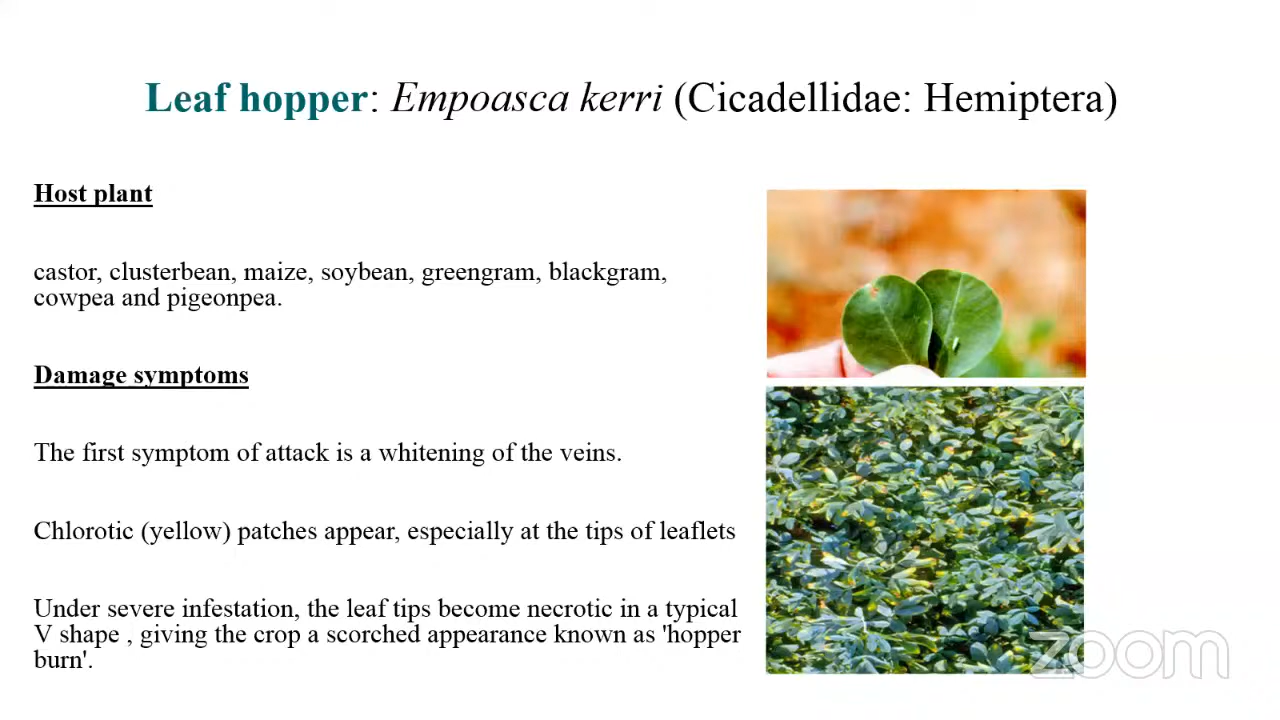 Leaf hopper: Empoasca kerri (Cicadellidae: Hemiptera)
Host plant
castor, clusterbean, maize, soybean, greengram, blackgram,
cowpea and pigeonpea.
Damage symptoms
The first symptom of attack is a whitening of the veins.
Chlorotic (yellow) patches appear, especially at the tips of leaflets
Under severe infestation, the leaf tips become necrotic in a typical
V shape , giving the crop a scorched appearance known as 'hopper
burn'.
zoom